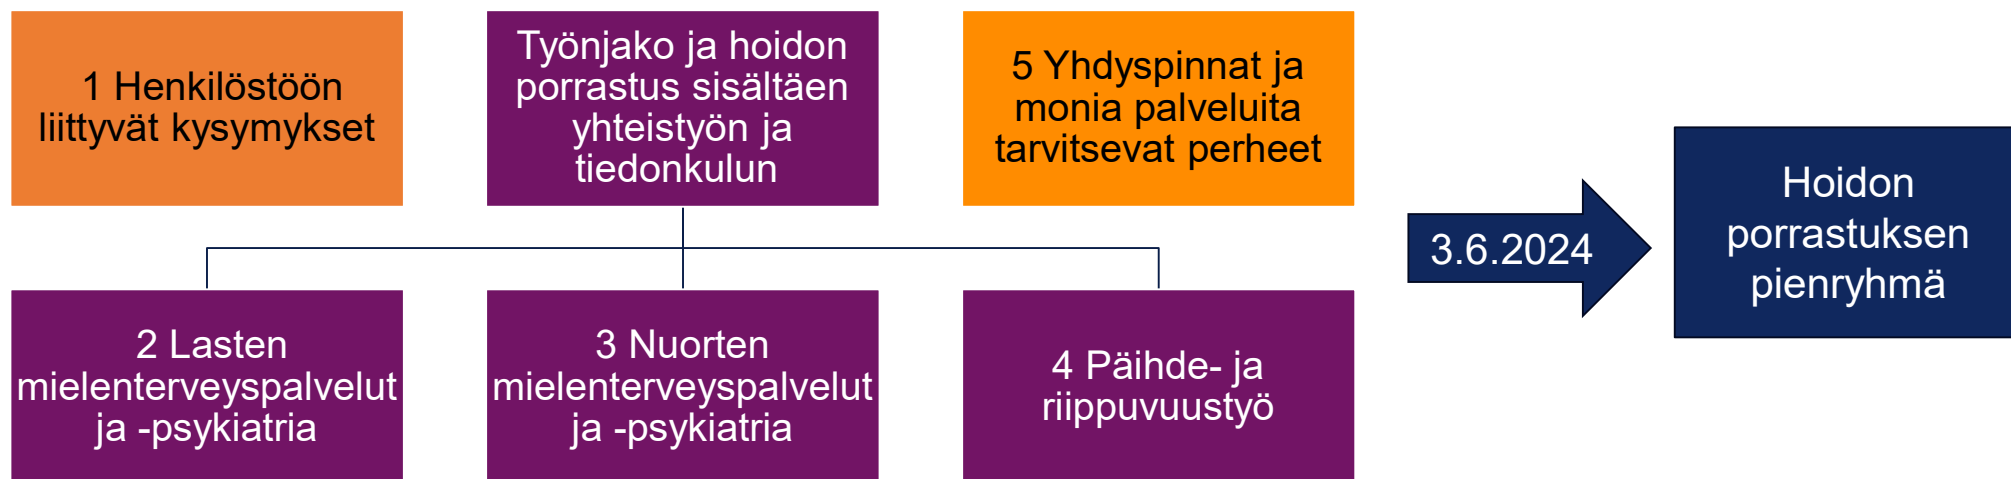 1 Henkilöstöön
liittyvät kysymykset
Työnjako ja hoidon
porrastus sisältäen
yhteistyön ja
tiedonkulun
5 Yhdyspinnat ja
monia palveluita
tarvitsevat perheet
2 Lasten
mielenterveyspalvelut
ja -psykiatria
3 Nuorten
mielenterveyspalvelut
ja -psykiatria
4 Päihde- ja
riippuvuustyö
3.6.2024
Hoidon
porrastuksen
pienryhmä